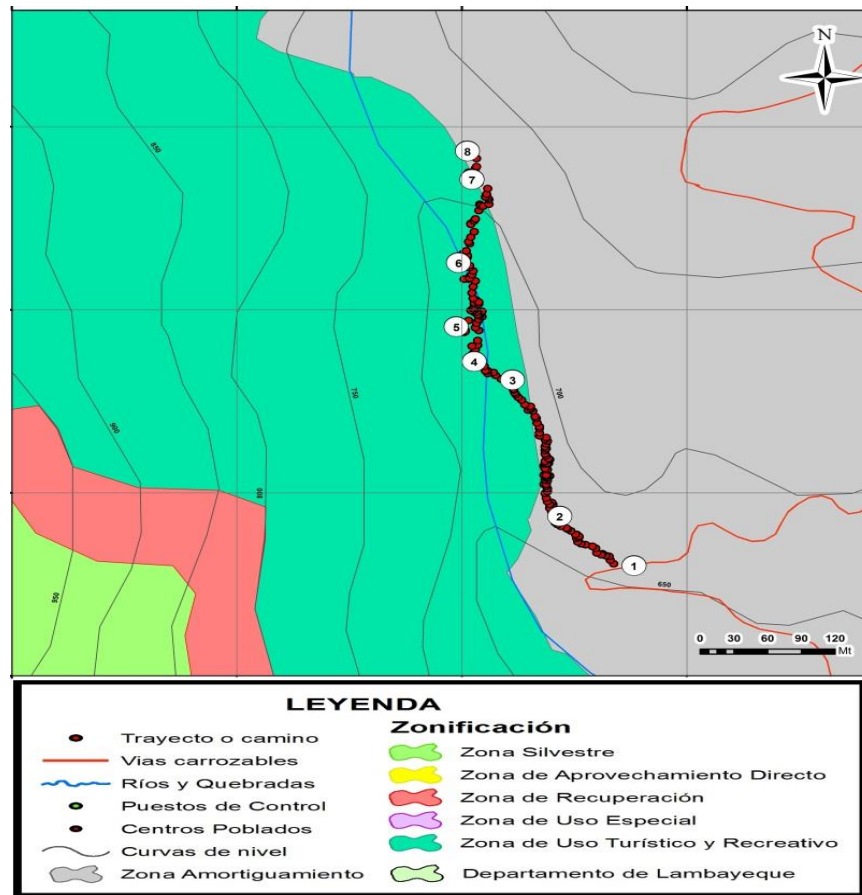 N
850
8
7
6
5
4
3
750
700
900
800
2
1
950
650
0 30 60 90 120
Mt
LEYENDA
Trayecto o camino
Vias carrozables
Ríos y Quebradas
Puestos de Control
Centros Poblados
Curvas de nivel
Zona Amortiguamiento
Zonificación
Zona Silvestre
Zona de Aprovechamiento Directo
Zona de Recuperación
Zona de Uso Especial
Zona de Uso Turístico y Recreativo
Departamento de Lambayeque